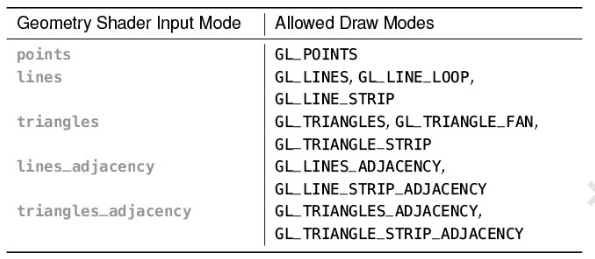 Geometry Shader Input Mode Allowed Draw Modes
points GL_POINTS
lines GL_LINES, GL_LINE_LOOP,
GL_LINE_STRIP
triangles GL_TRIANGLES, GL_TRIANGLE_FAN,
GL_TRIANGLE_STRIP
lines_adjacency GL_LINES_ADJACENCY,
GL_LINE_STRIP_ADJACENCY
triangles_adjacency GL_TRIANGLES_ADJACENCY,
GL_TRIANGLE_STRIP_ADJACENCY